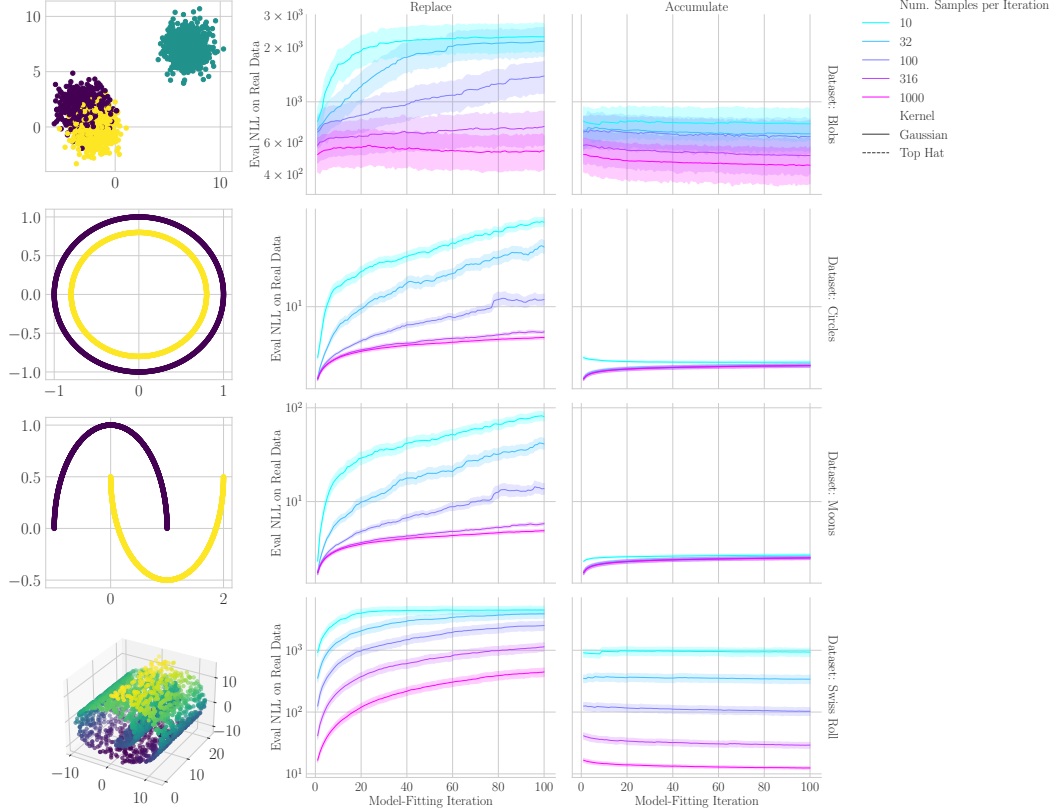 Replace
Accumulate
Num. Samples per Iteration
10
32
100
316
1000
Kernel
Gaussian
Top Hat
10
5
0
0
10
Eval NLL on Real Data
3 × 10³
2 × 10³
10³
6 × 10²
4 × 10²
Dataset: Blobs
1.0
0.5
0.0
−0.5
−1.0
−1
0
1
Eval NLL on Real Data
10¹
Dataset: Circles
1.0
0.5
0.0
−0.5
0
2
Eval NLL on Real Data
10²
10¹
Dataset: Moons
10
0
−10
20
10
0
−10
0
10
Eval NLL on Real Data
10³
10²
10¹
Dataset: Swiss Roll
0
20
40
60
80
100
Model-Fitting Iteration
0
20
40
60
80
100
Model-Fitting Iteration